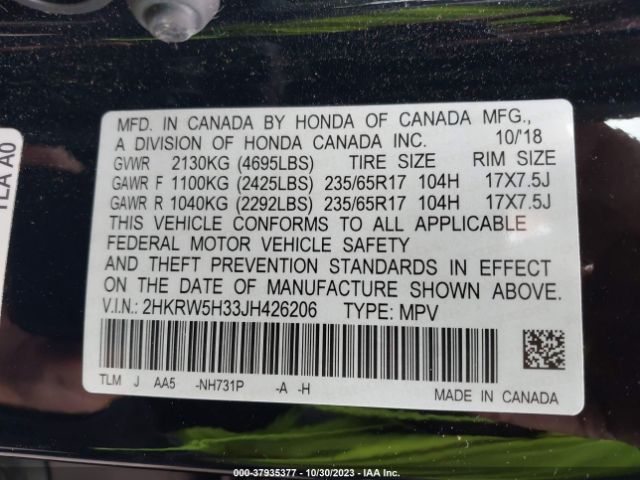 MFD. IN CANADA BY HONDA OF CANADA MFG.,
A DIVISION OF HONDA CANADA INC. 10/'18
GVWR 2130KG (4695LBS) TIRE SIZE RIM SIZE
GAWR F 1100KG (2425LBS) 235/65R17 104H 17X7.5J
GAWR R 1040KG (2292LBS) 235/65R17 104H 17X7.5J
THIS VEHICLE CONFORMS TO ALL APPLICABLE
FEDERAL MOTOR VEHICLE SAFETY
AND THEFT PREVENTION STANDARDS IN EFFECT
ON THE DATE OF MANUFACTURE SHOWN ABOVE.
V.I.N.: 2HKRW5H33JH426206 TYPE: MPV
TLM J AA5 -NH731P -A -H
MADE IN CANADA
TLA A0
000-37935377 - 10/30/2023 - IAA Inc.